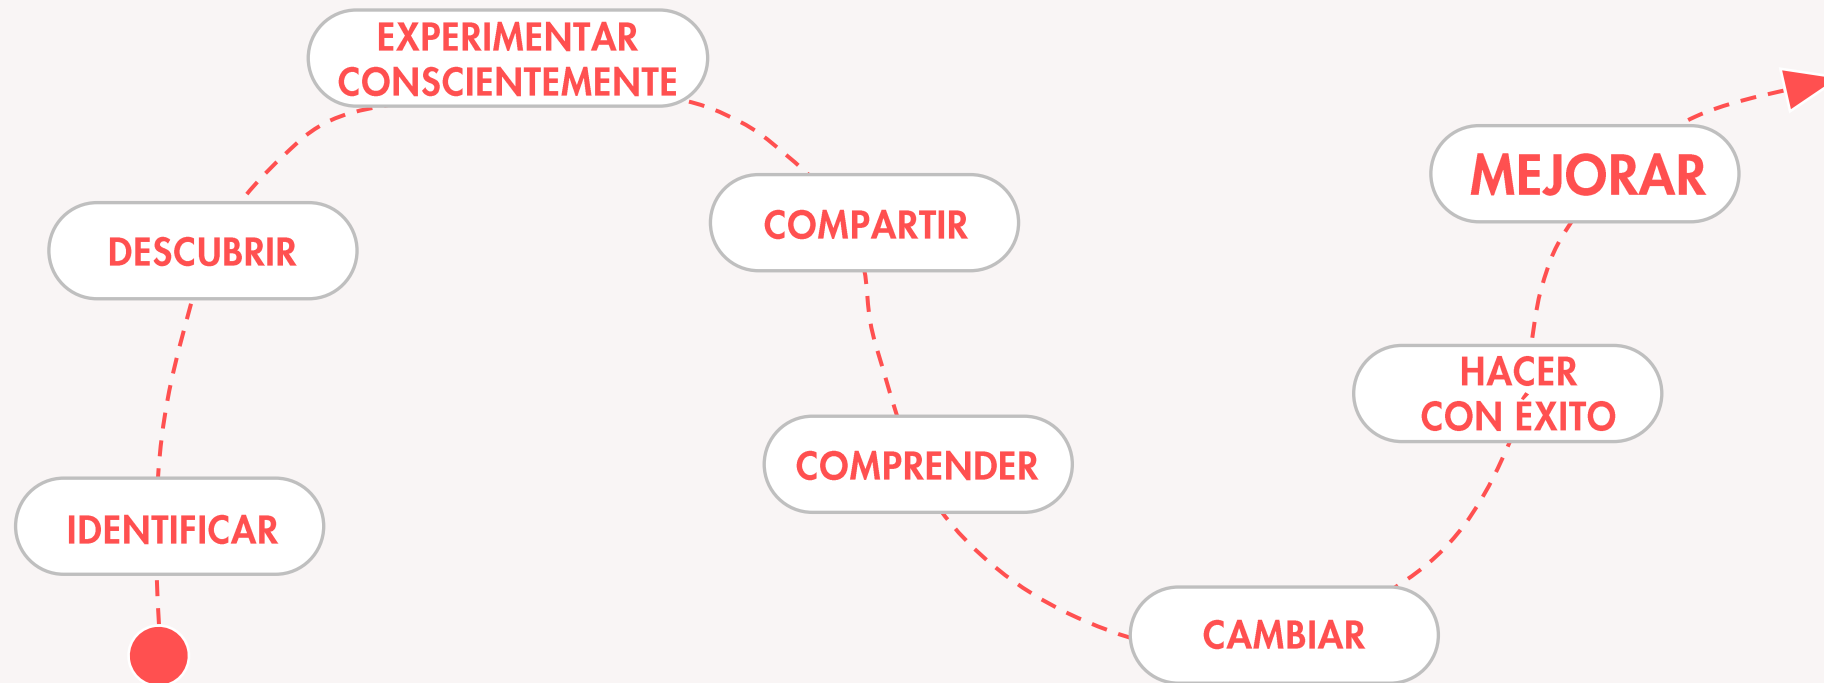 IDENTIFICAR
DESCUBRIR
EXPERIMENTAR
CONSCIENTEMENTE
COMPARTIR
COMPRENDER
CAMBIAR
HACER
CON ÉXITO
MEJORAR